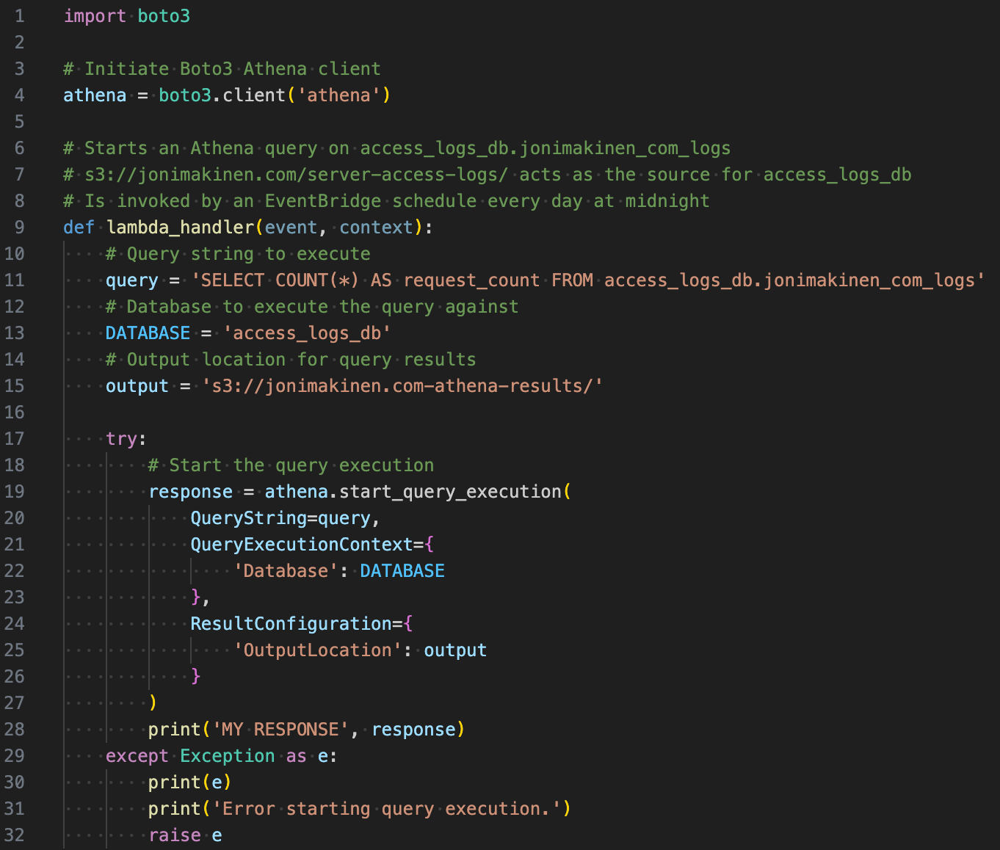 1 import boto3
2
3 # Initiate Boto3 Athena client
4 athena = boto3.client('athena')
5
6 # Starts an Athena query on access_logs_db.jonimakinen_com_logs
7 # s3://jonimakinen.com/server-access-logs/ acts as the source for access_logs_db
8 # Is invoked by an EventBridge schedule every day at midnight
9 def lambda_handler(event, context):
10     # Query string to execute
11     query = 'SELECT COUNT(*) AS request_count FROM access_logs_db.jonimakinen_com_logs'
12     # Database to execute the query against
13     DATABASE = 'access_logs_db'
14     # Output location for query results
15     output = 's3://jonimakinen.com-athena-results/'
16
17     try:
18         # Start the query execution
19         response = athena.start_query_execution(
20             QueryString=query,
21             QueryExecutionContext={
22                 'Database': DATABASE
23             },
24             ResultConfiguration={
25                 'OutputLocation': output
26             }
27         )
28         print('MY RESPONSE', response)
29     except Exception as e:
30         print(e)
31         print('Error starting query execution.')
32         raise e